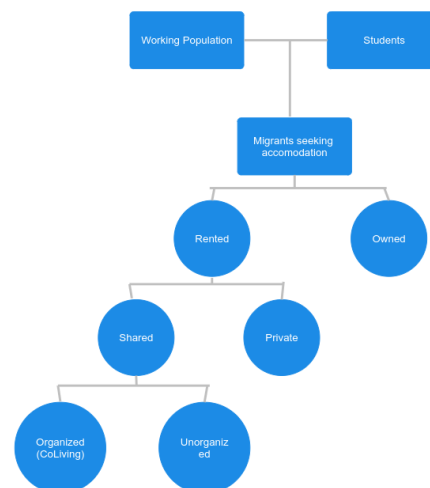 Working Population
Students
Migrants seeking
accomodation
Rented
Owned
Shared
Private
Organized
(CoLiving)
Unorganiz
ed